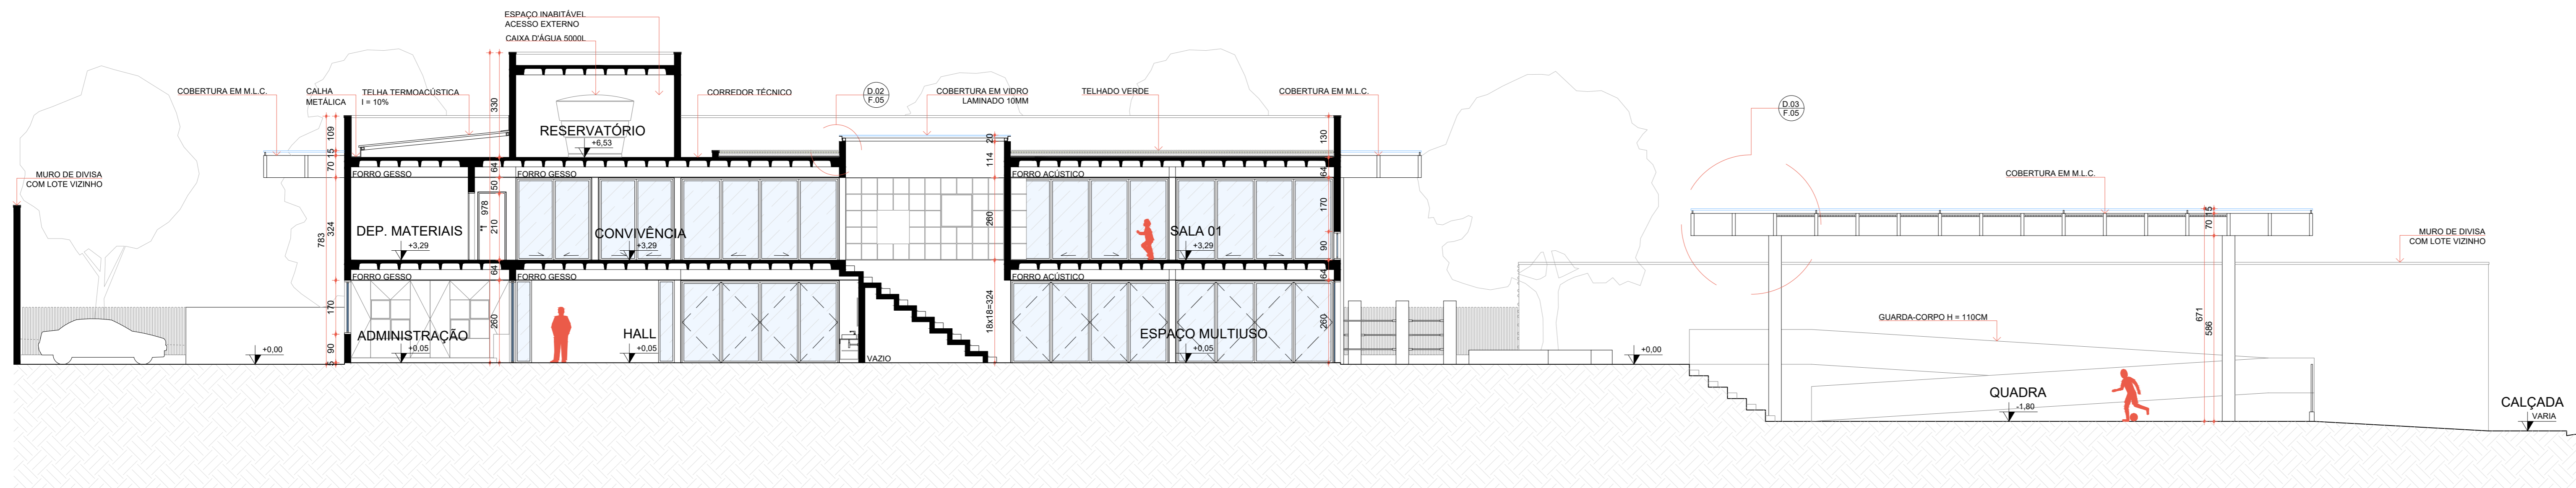 ESPAÇO INABITÁVEL
ACESSO EXTERNO
CAIXA D'ÁGUA 5000L
COBERTURA EM M.L.C.
CALHA
METÁLICA
TELHA TERMOACÚSTICA
I = 10%
CORREDOR TÉCNICO
D.02
F.05
COBERTURA EM VIDRO
LAMINADO 10MM
TELHADO VERDE
COBERTURA EM M.L.C.
D.03
F.05
MURO DE DIVISA
COM LOTE VIZINHO
COBERTURA EM M.L.C.
MURO DE DIVISA
COM LOTE VIZINHO
RESERVATÓRIO
+6,53
FORRO GESSO
FORRO GESSO
FORRO ACÚSTICO
DEP. MATERIAIS
+3,29
CONVIVÊNCIA
+3,29
SALA 01
+3,29
FORRO GESSO
FORRO GESSO
FORRO ACÚSTICO
ADMINISTRAÇÃO
+0,05
HALL
+0,05
VAZIO
ESPAÇO MULTIUSO
+0,05
+0,00
+0,00
GUARDA-CORPO H = 110CM
QUADRA
-1,80
CALÇADA
VARIA
783
109
15
70
324
170
90
5
330
64
50
978
210
64
260
20
114
260
18x18=324
130
64
170
90
64
260
15
70
671
586